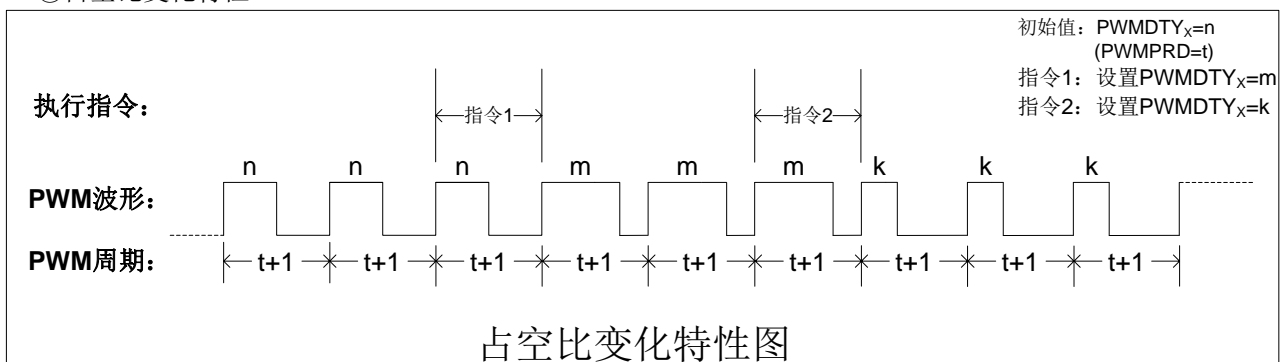 初始值：PWMDTYX=n
(PWMPRD=t)
指令1：设置PWMDTYX=m
指令2：设置PWMDTYX=k
执行指令：
指令1 指令2
n n n m m m k k k
PWM波形：
PWM周期：
t+1 t+1 t+1 t+1 t+1 t+1 t+1 t+1 t+1
占空比变化特性图